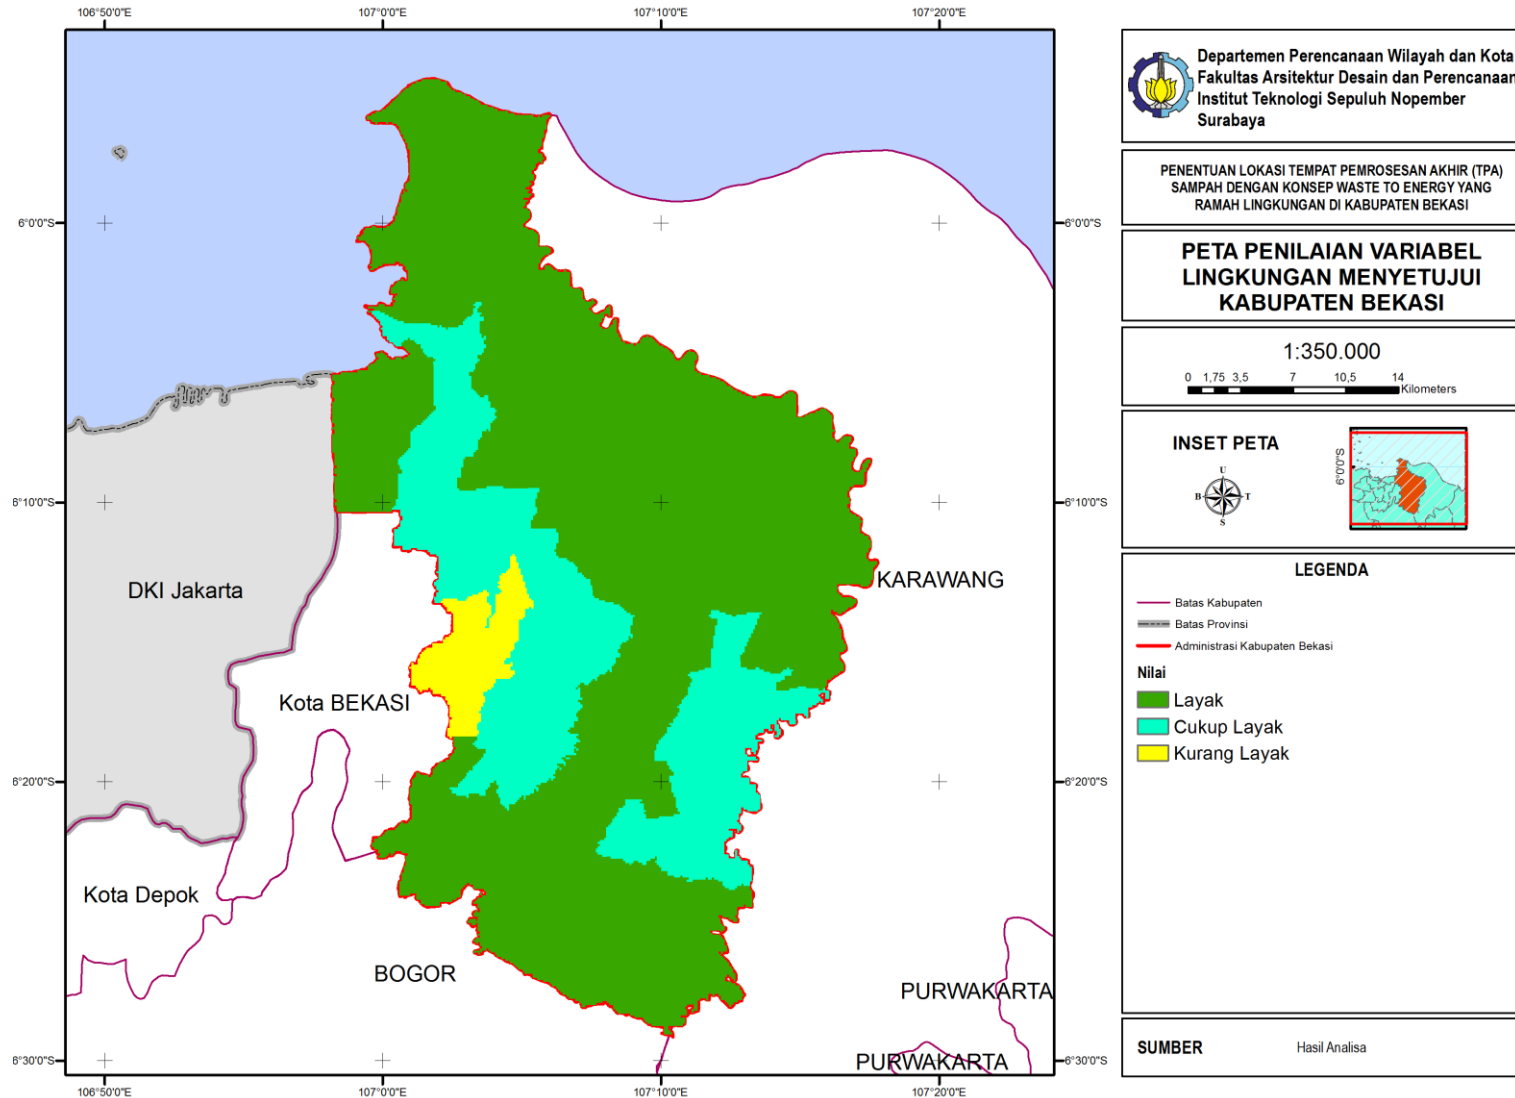 106°50'0"E
107°0'0"E
107°10'0"E
107°20'0"E
6°0'0"S
6°0'0"S
6°10'0"S
6°10'0"S
6°20'0"S
6°20'0"S
6°30'0"S
6°30'0"S
DKI Jakarta
Kota BEKASI
Kota Depok
BOGOR
KARAWANG
PURWAKARTA
PURWAKARTA
106°50'0"E
107°0'0"E
107°10'0"E
107°20'0"E
Departemen Perencanaan Wilayah dan Kota
Fakultas Arsitektur Desain dan Perencanaan
Institut Teknologi Sepuluh Nopember
Surabaya
PENENTUAN LOKASI TEMPAT PEMROSESAN AKHIR (TPA)
SAMPAH DENGAN KONSEP WASTE TO ENERGY YANG
RAMAH LINGKUNGAN DI KABUPATEN BEKASI
PETA PENILAIAN VARIABEL
LINGKUNGAN MENYETUJUI
KABUPATEN BEKASI
1:350.000
0 1,75 3,5 7 10,5 14
Kilometers
INSET PETA
U
B T
S
6°0'0"S
LEGENDA
Batas Kabupaten
Batas Provinsi
Administrasi Kabupaten Bekasi
Nilai
Layak
Cukup Layak
Kurang Layak
SUMBER Hasil Analisa